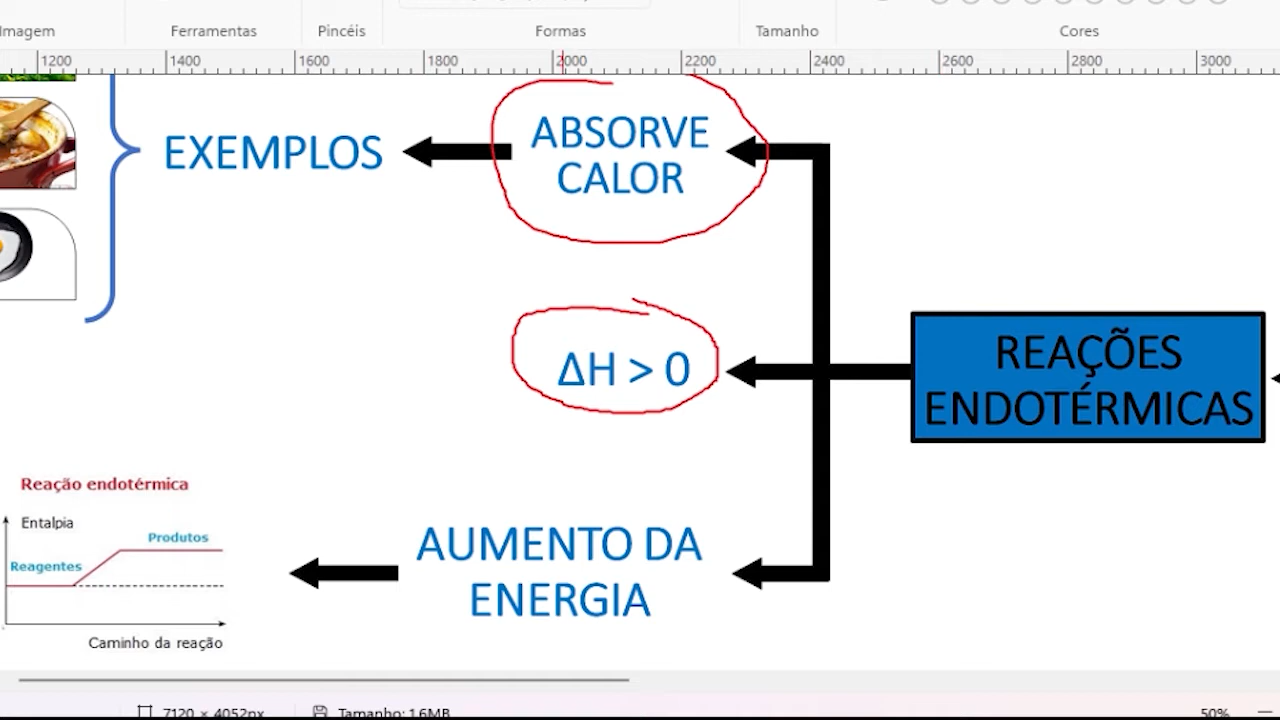 Imagem
Ferramentas
Pincéis
Formas
Tamanho
Cores
1200 1400 1600 1800 2000 2200 2400 2600 2800 3000
EXEMPLOS
ABSORVE
CALOR
ΔH > 0
REAÇÕES
ENDOTÉRMICAS
AUMENTO DA
ENERGIA
Reação endotérmica
Entalpia
Produtos
Reagentes
Caminho da reação
7120 × 4052px
Tamanho: 1.6MB
50%